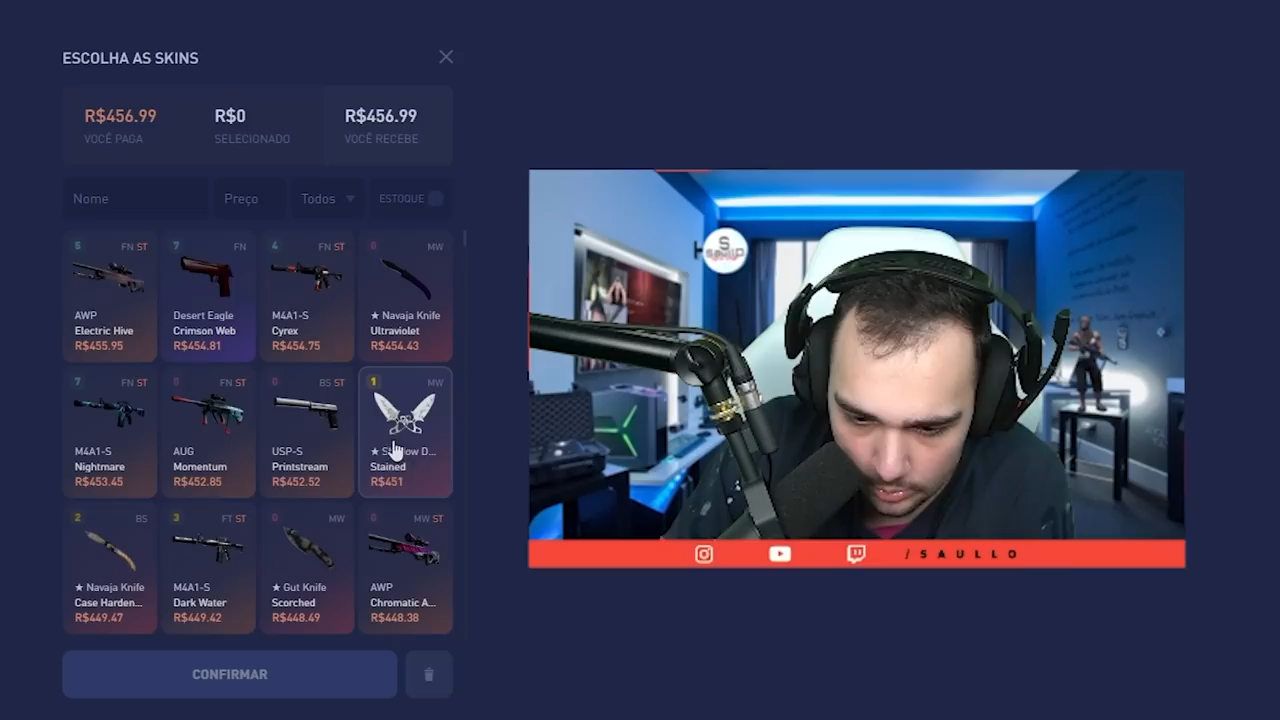 ESCOLHA AS SKINS
R$456.99
VOCÊ PAGA
R$0
SELECIONADO
R$456.99
VOCÊ RECEBE
Nome
Preço
Todos
ESTOQUE
5 FN ST
AWP
Electric Hive
R$455.95
7 FN
Desert Eagle
Crimson Web
R$454.81
4 FN ST
M4A1-S
Cyrex
R$454.75
0 MW
★ Navaja Knife
Ultraviolet
R$454.43
7 FN ST
M4A1-S
Nightmare
R$453.45
FN ST
AUG
Momentum
R$452.85
0 BS ST
USP-S
Printstream
R$452.52
1 MW
★ D...
Stained
R$451
2 BS
★ Navaja Knife
Case Harden...
R$449.47
3 FT ST
M4A1-S
Dark Water
R$449.42
0 MW
★ Gut Knife
Scorched
R$448.49
MW ST
AWP
Chromatic A...
R$448.38
CONFIRMAR
S
saullo
/SAULLO